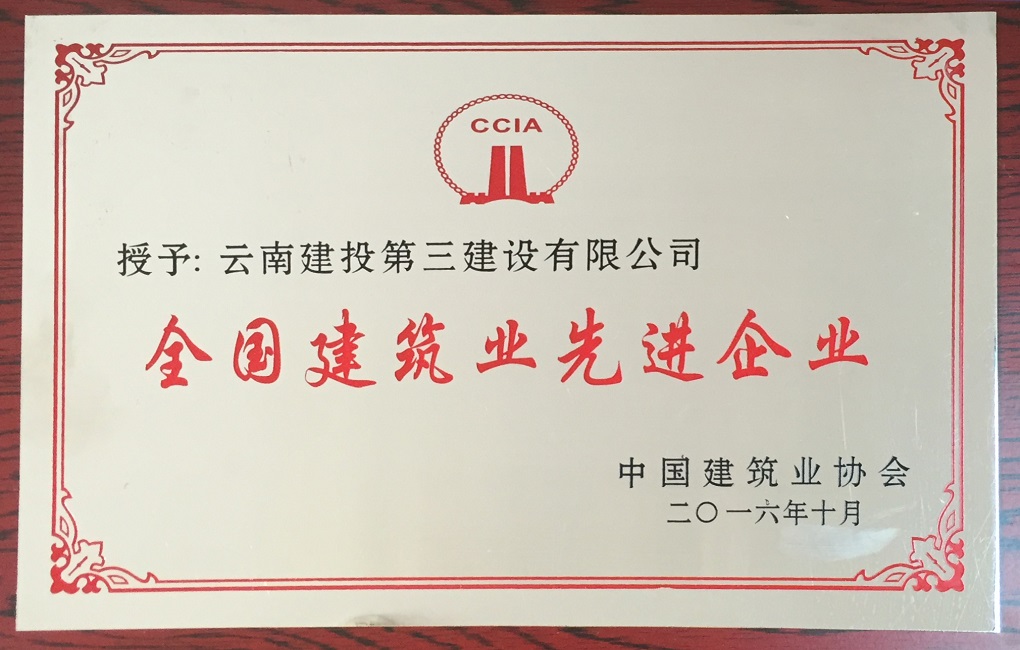 CCIA
授予: 云南建投第三建设有限公司
全国建筑业先进企业
中国建筑业协会
二〇一六年十月